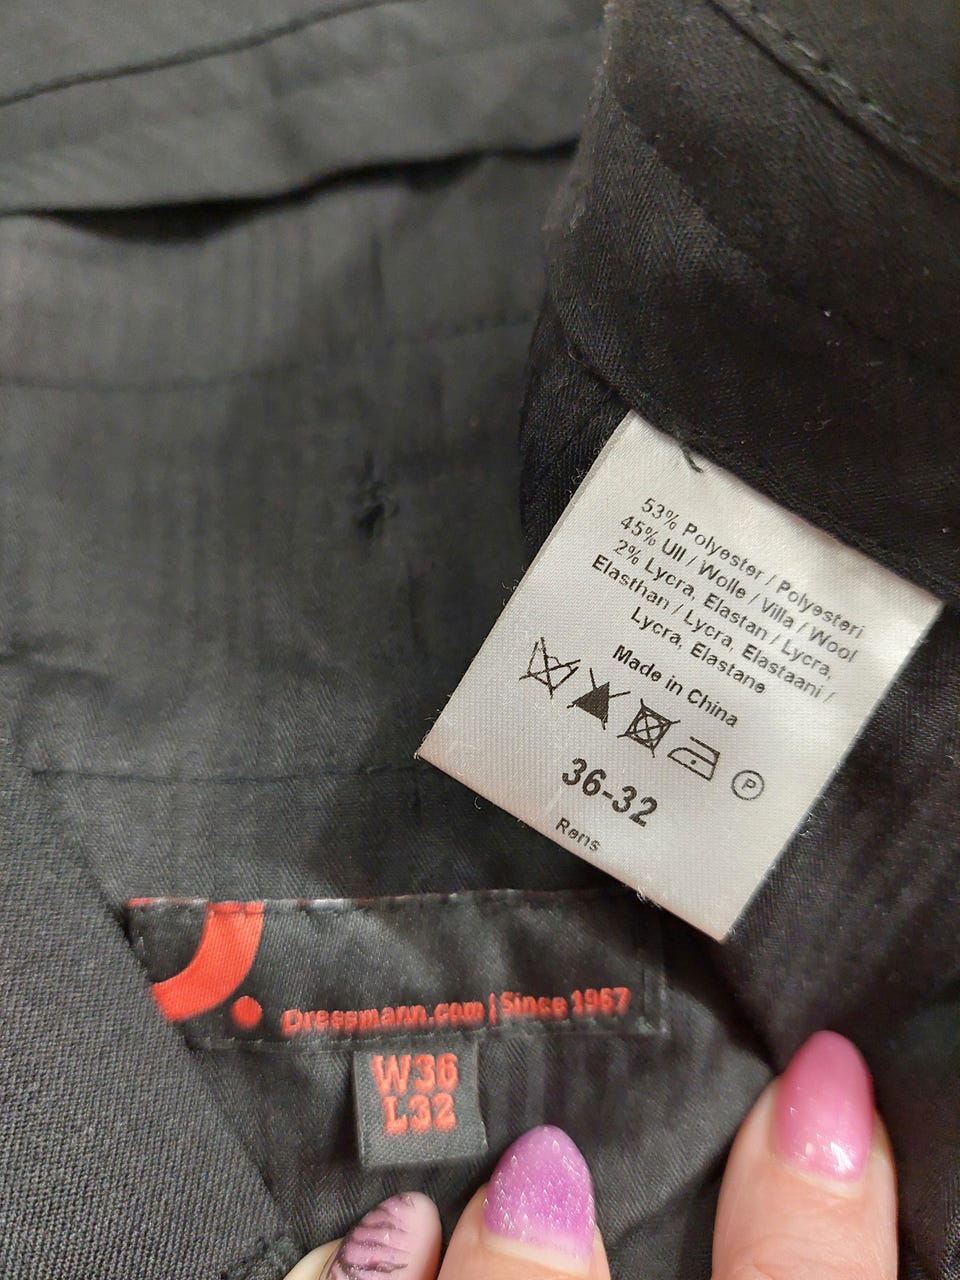 53% Polyester / Polyesteri
45% Ull / Wolle / Villa / Wool
2% Lycra, Elastan / Lycra,
Elasthan / Lycra, Elastaani /
Lycra, Elastane
Made in China
P
36-32
Rens
Dressmann.com | Since 1967
W36
L32